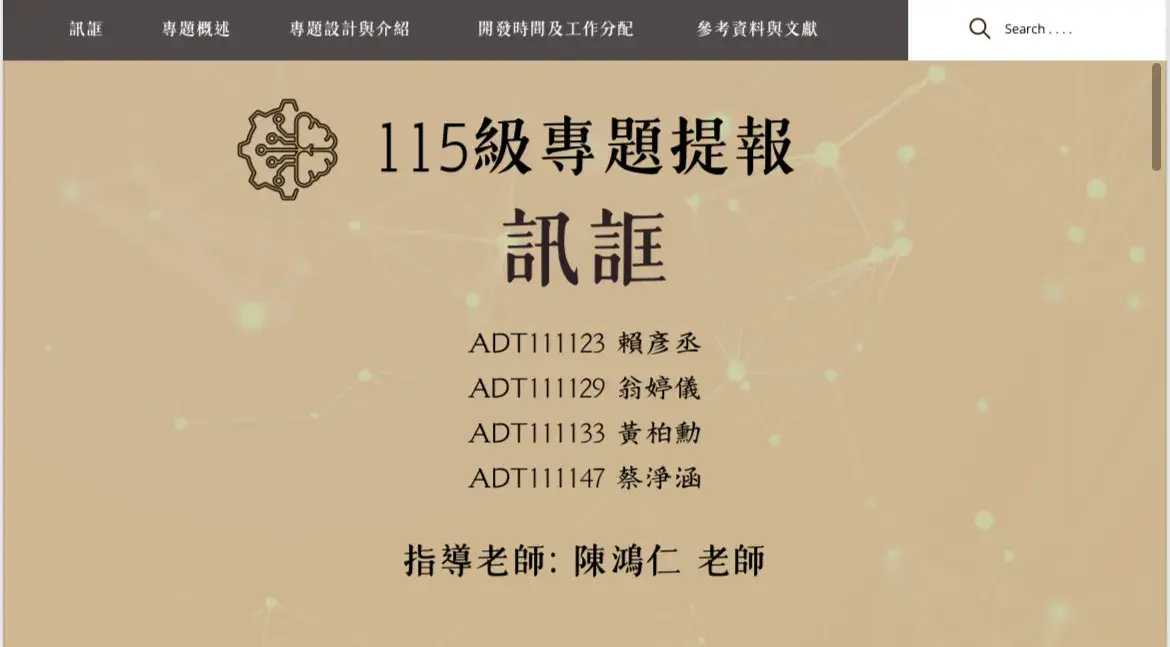 訊誆 專題概述 專題設計與介紹 開發時間及工作分配 參考資料與文獻 Search . . . .
115級專題提報
訊誆
ADT111123 賴彥丞
ADT111129 翁婷儀
ADT111133 黃柏勳
ADT111147 蔡淨涵
指導老師: 陳鴻仁 老師